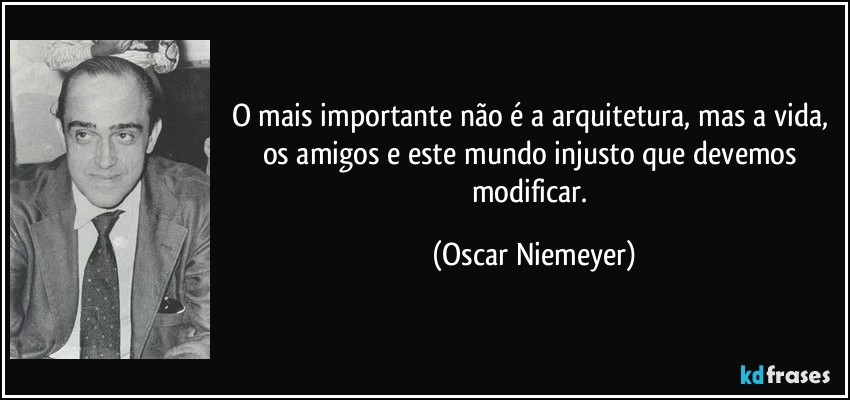 O mais importante não é a arquitetura, mas a vida,
os amigos e este mundo injusto que devemos
modificar.
(Oscar Niemeyer)
kdfrases